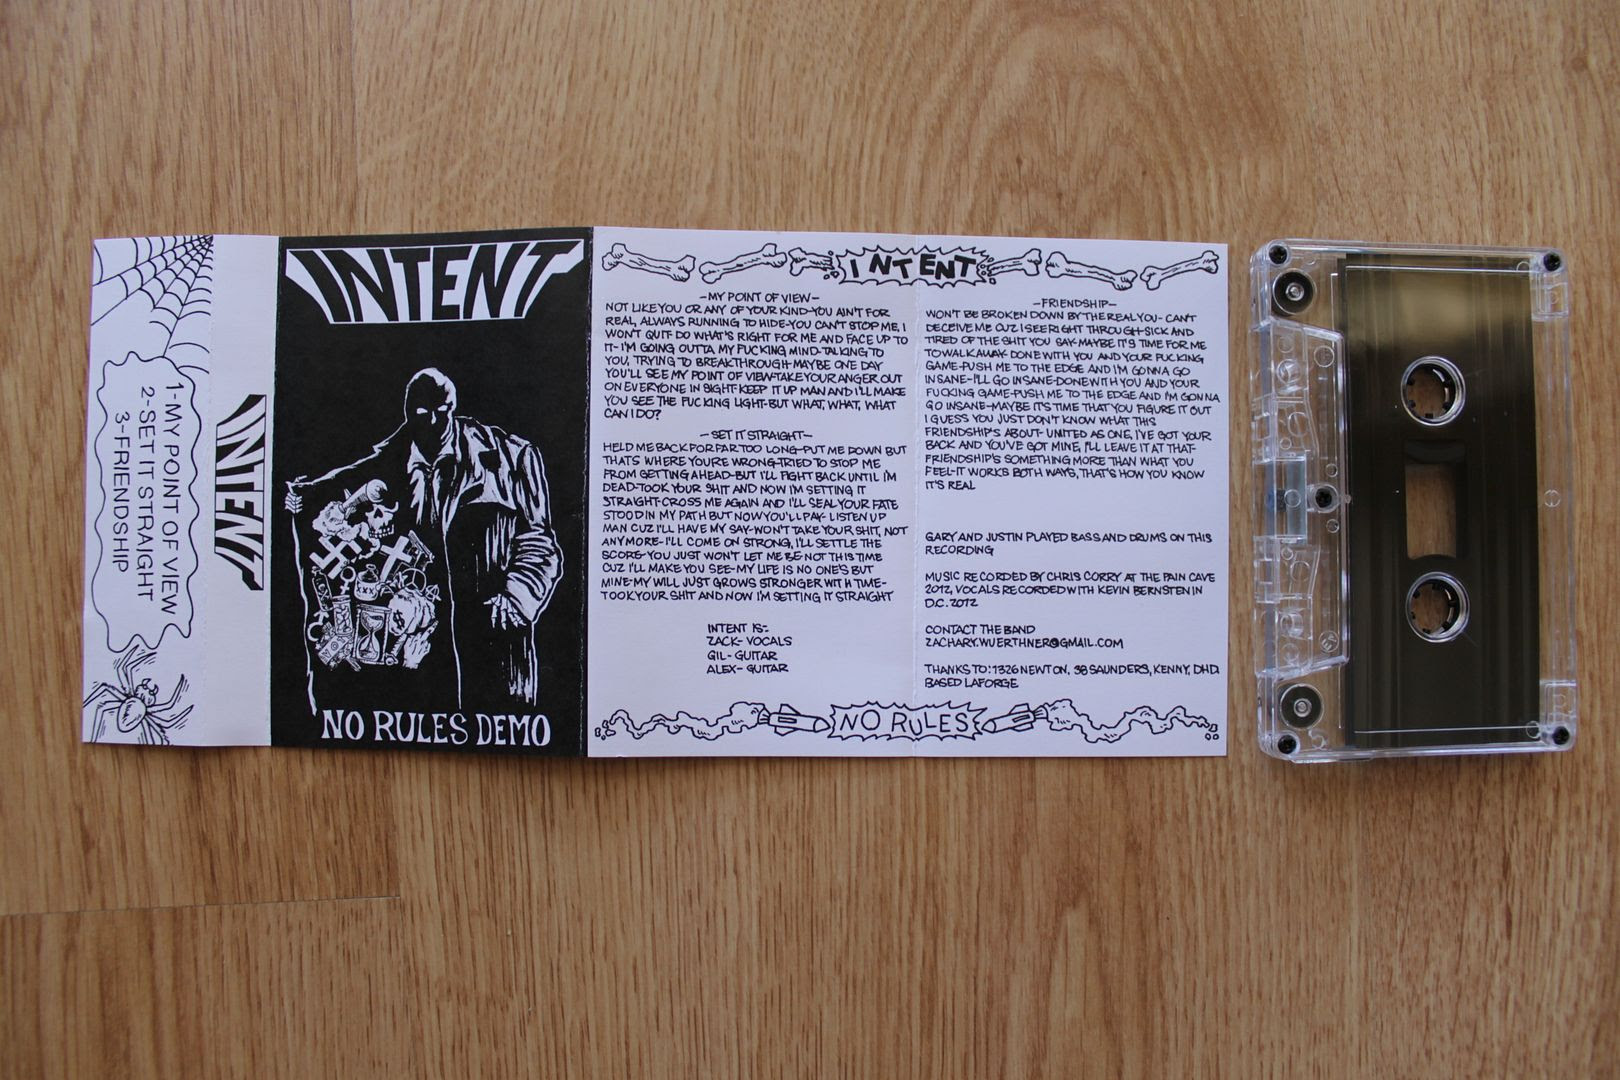 1-MY POINT OF VIEW
2-SET IT STRAIGHT
3-FRIENDSHIP
INTENT
INTENT
XXX
NO RULES DEMO
INTENT
-MY POINT OF VIEW-
NOT LIKE YOU OR ANY OF YOUR KIND-YOU AIN'T FOR
REAL, ALWAYS RUNNING TO HIDE-YOU CAN'T STOP ME, I
WON'T QUIT DO WHAT'S RIGHT FOR ME AND FACE UP TO
IT-I'M GOING OUTTA MY FUCKING MIND-TALKING TO
YOU, TRYING TO BREAKTHROUGH-MAYBE ONE DAY
YOU'LL SEE MY POINT OF VIEW-TAKE YOUR ANGER OUT
ON EVERYONE IN SIGHT-KEEP IT UP MAN AND I'LL MAKE
YOU SEE THE FUCKING LIGHT-BUT WHAT, WHAT, WHAT
CAN I DO?
-SET IT STRAIGHT-
HELD ME BACK FOR FAR TOO LONG-PUT ME DOWN BUT
THATS WHERE YOU'RE WRONG-TRIED TO STOP ME
FROM GETTING AHEAD-BUT I'LL FIGHT BACK UNTIL I'M
DEAD-TOOK YOUR SHIT AND NOW I'M SETTING IT
STRAIGHT-CROSS ME AGAIN AND I'LL SEAL YOUR FATE
STOOD IN MY PATH BUT NOW YOU'LL PAY-LISTEN UP
MAN CUZ I'LL HAVE MY SAY-WON'T TAKE YOUR SHIT, NOT
ANYMORE-I'LL COME ON STRONG, I'LL SETTLE THE
SCORE-YOU JUST WON'T LET ME BE-NOT THIS TIME
CUZ I'LL MAKE YOU SEE-MY LIFE IS NO ONE'S BUT
MINE-MY WILL JUST GROWS STRONGER WITH TIME-
TOOK YOUR SHIT AND NOW I'M SETTING IT STRAIGHT
INTENT IS:-
ZACK-VOCALS
GIL-GUITAR
ALEX-GUITAR
-FRIENDSHIP-
WON'T BE BROKEN DOWN BY THE REAL YOU-CAN'T
DECEIVE ME CUZ I SEE RIGHT THROUGH-SICK AND
TIRED OF THE SHIT YOU SAY-MAYBE IT'S TIME FOR ME
TO WALK AWAY-DONE WITH YOU AND YOUR FUCKING
GAME-PUSH ME TO THE EDGE AND I'M GONNA GO
INSANE-I'LL GO INSANE-DONE WITH YOU AND YOUR
FUCKING GAME-PUSH ME TO THE EDGE AND I'M GONNA
GO INSANE-MAYBE IT'S TIME THAT YOU FIGURE IT OUT
I GUESS YOU JUST DON'T KNOW WHAT THIS
FRIENDSHIP'S ABOUT-UNITED AS ONE, I'VE GOT YOUR
BACK AND YOU'VE GOT MINE, I'LL LEAVE IT AT THAT-
FRIENDSHIP'S SOMETHING MORE THAN WHAT YOU
FEEL-IT WORKS BOTH WAYS, THAT'S HOW YOU KNOW
IT'S REAL
GARY AND JUSTIN PLAYED BASS AND DRUMS ON THIS
RECORDING
MUSIC RECORDED BY CHRIS CORRY AT THE PAIN CAVE
2012, VOCALS RECORDED WITH KEVIN BERNSTEN IN
D.C. 2012
CONTACT THE BAND
ZACHARY.WUERTHNER@GMAIL.COM
THANKS TO: 1326 NEWTON, 38 SAUNDERS, KENNY, DHD,
BASED LAFORGE
NO RULES